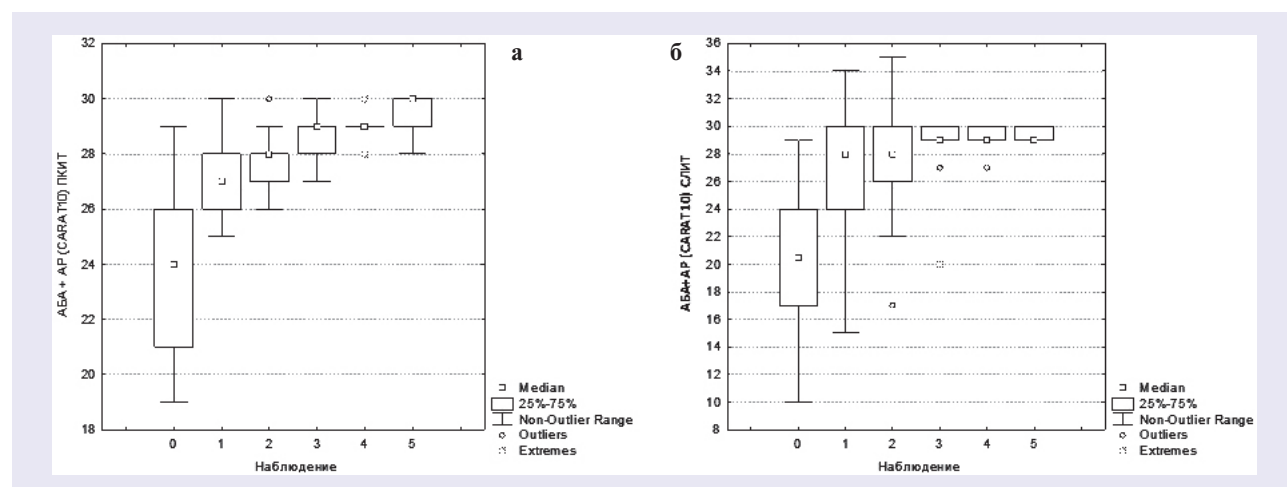 а
32
30
28
26
24
22
20
18
АБА + АР (CARAT10) ПКИТ
0 1 2 3 4 5
Наблюдение
Median
25%-75%
Non-Outlier Range
Outliers
Extremes
б
36
34
32
30
28
26
24
22
20
18
16
14
12
10
8
АБА+АР (CARAT10) СЛИТ
0 1 2 3 4 5
Наблюдение
Median
25%-75%
Non-Outlier Range
Outliers
Extremes